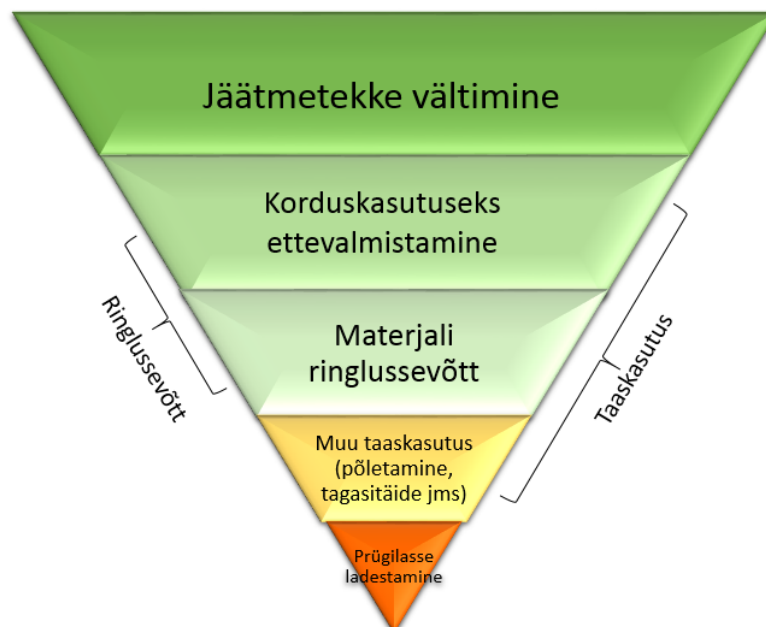 Jäätmetekke vältimine
Korduskasutuseks
ettevalmistamine
Ringlussevõtt
Materjali
ringlussevõtt
Taaskasutus
Muu taaskasutus
(põletamine,
tagasitäide jms)
Prügilasse
ladestamine